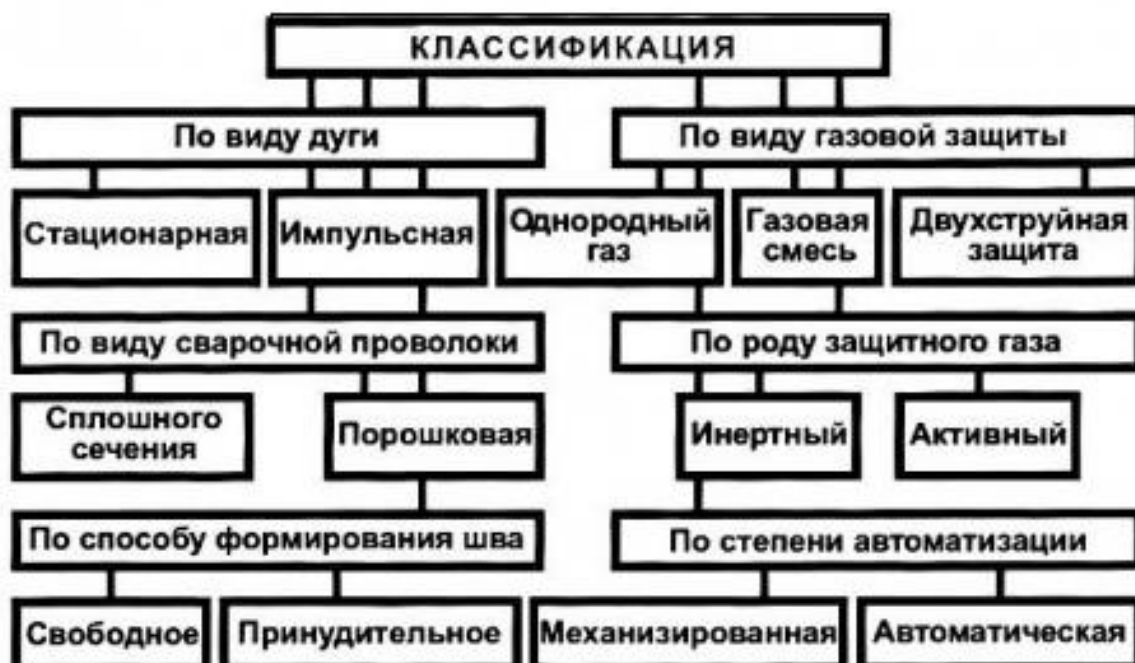 КЛАССИФИКАЦИЯ
По виду дуги
По виду газовой защиты
Стационарная
Импульсная
Однородный
газ
Газовая
смесь
Двухструйная
защита
По виду сварочной проволоки
По роду защитного газа
Сплошного
сечения
Порошковая
Инертный
Активный
По способу формирования шва
По степени автоматизации
Свободное
Принудительное
Механизированная
Автоматическая